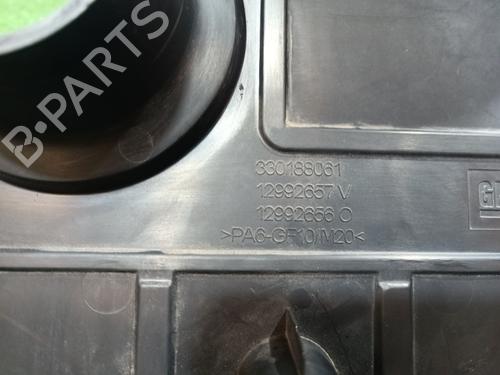 B-PARTS
330188061
12992657 V
12992656 O
>PA6-GF10/M20<